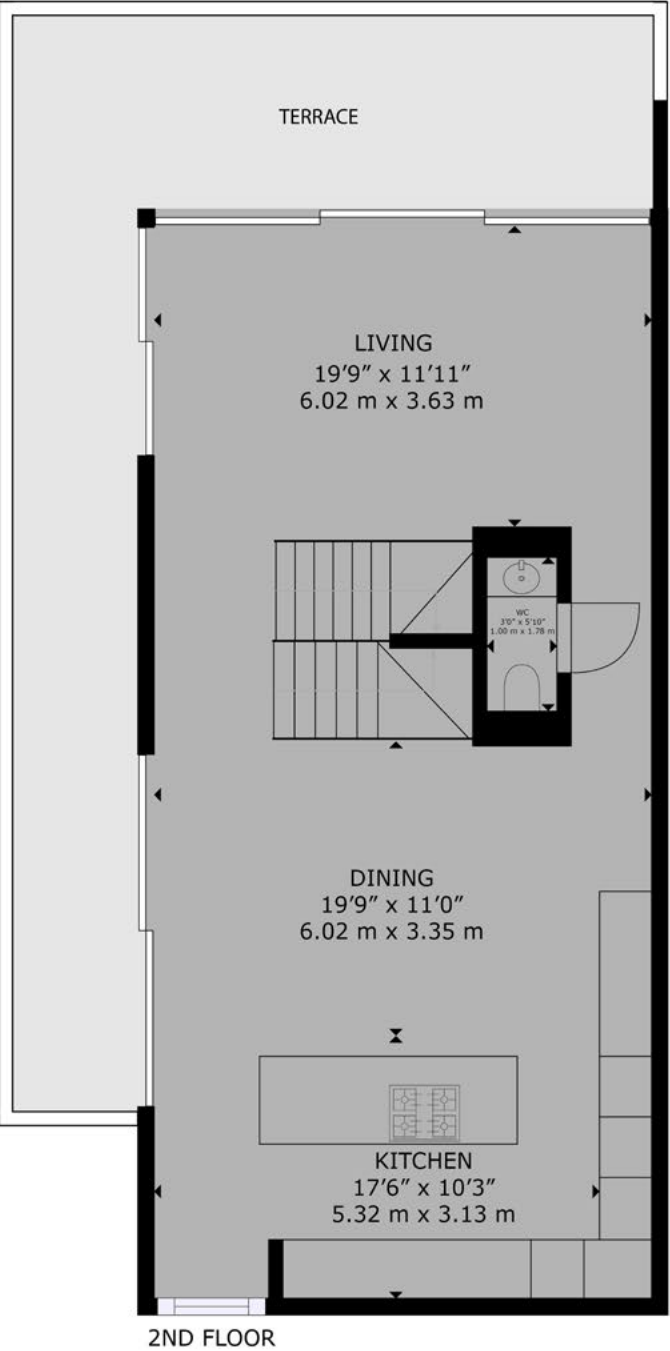 TERRACE
LIVING
19′9″ x 11′11″
6.02 m x 3.63 m
WC
3′0″ x 5′10″
1.00 m x 1.78 m
DINING
19′9″ x 11′0″
6.02 m x 3.35 m
KITCHEN
17′6″ x 10′3″
5.32 m x 3.13 m
2ND FLOOR